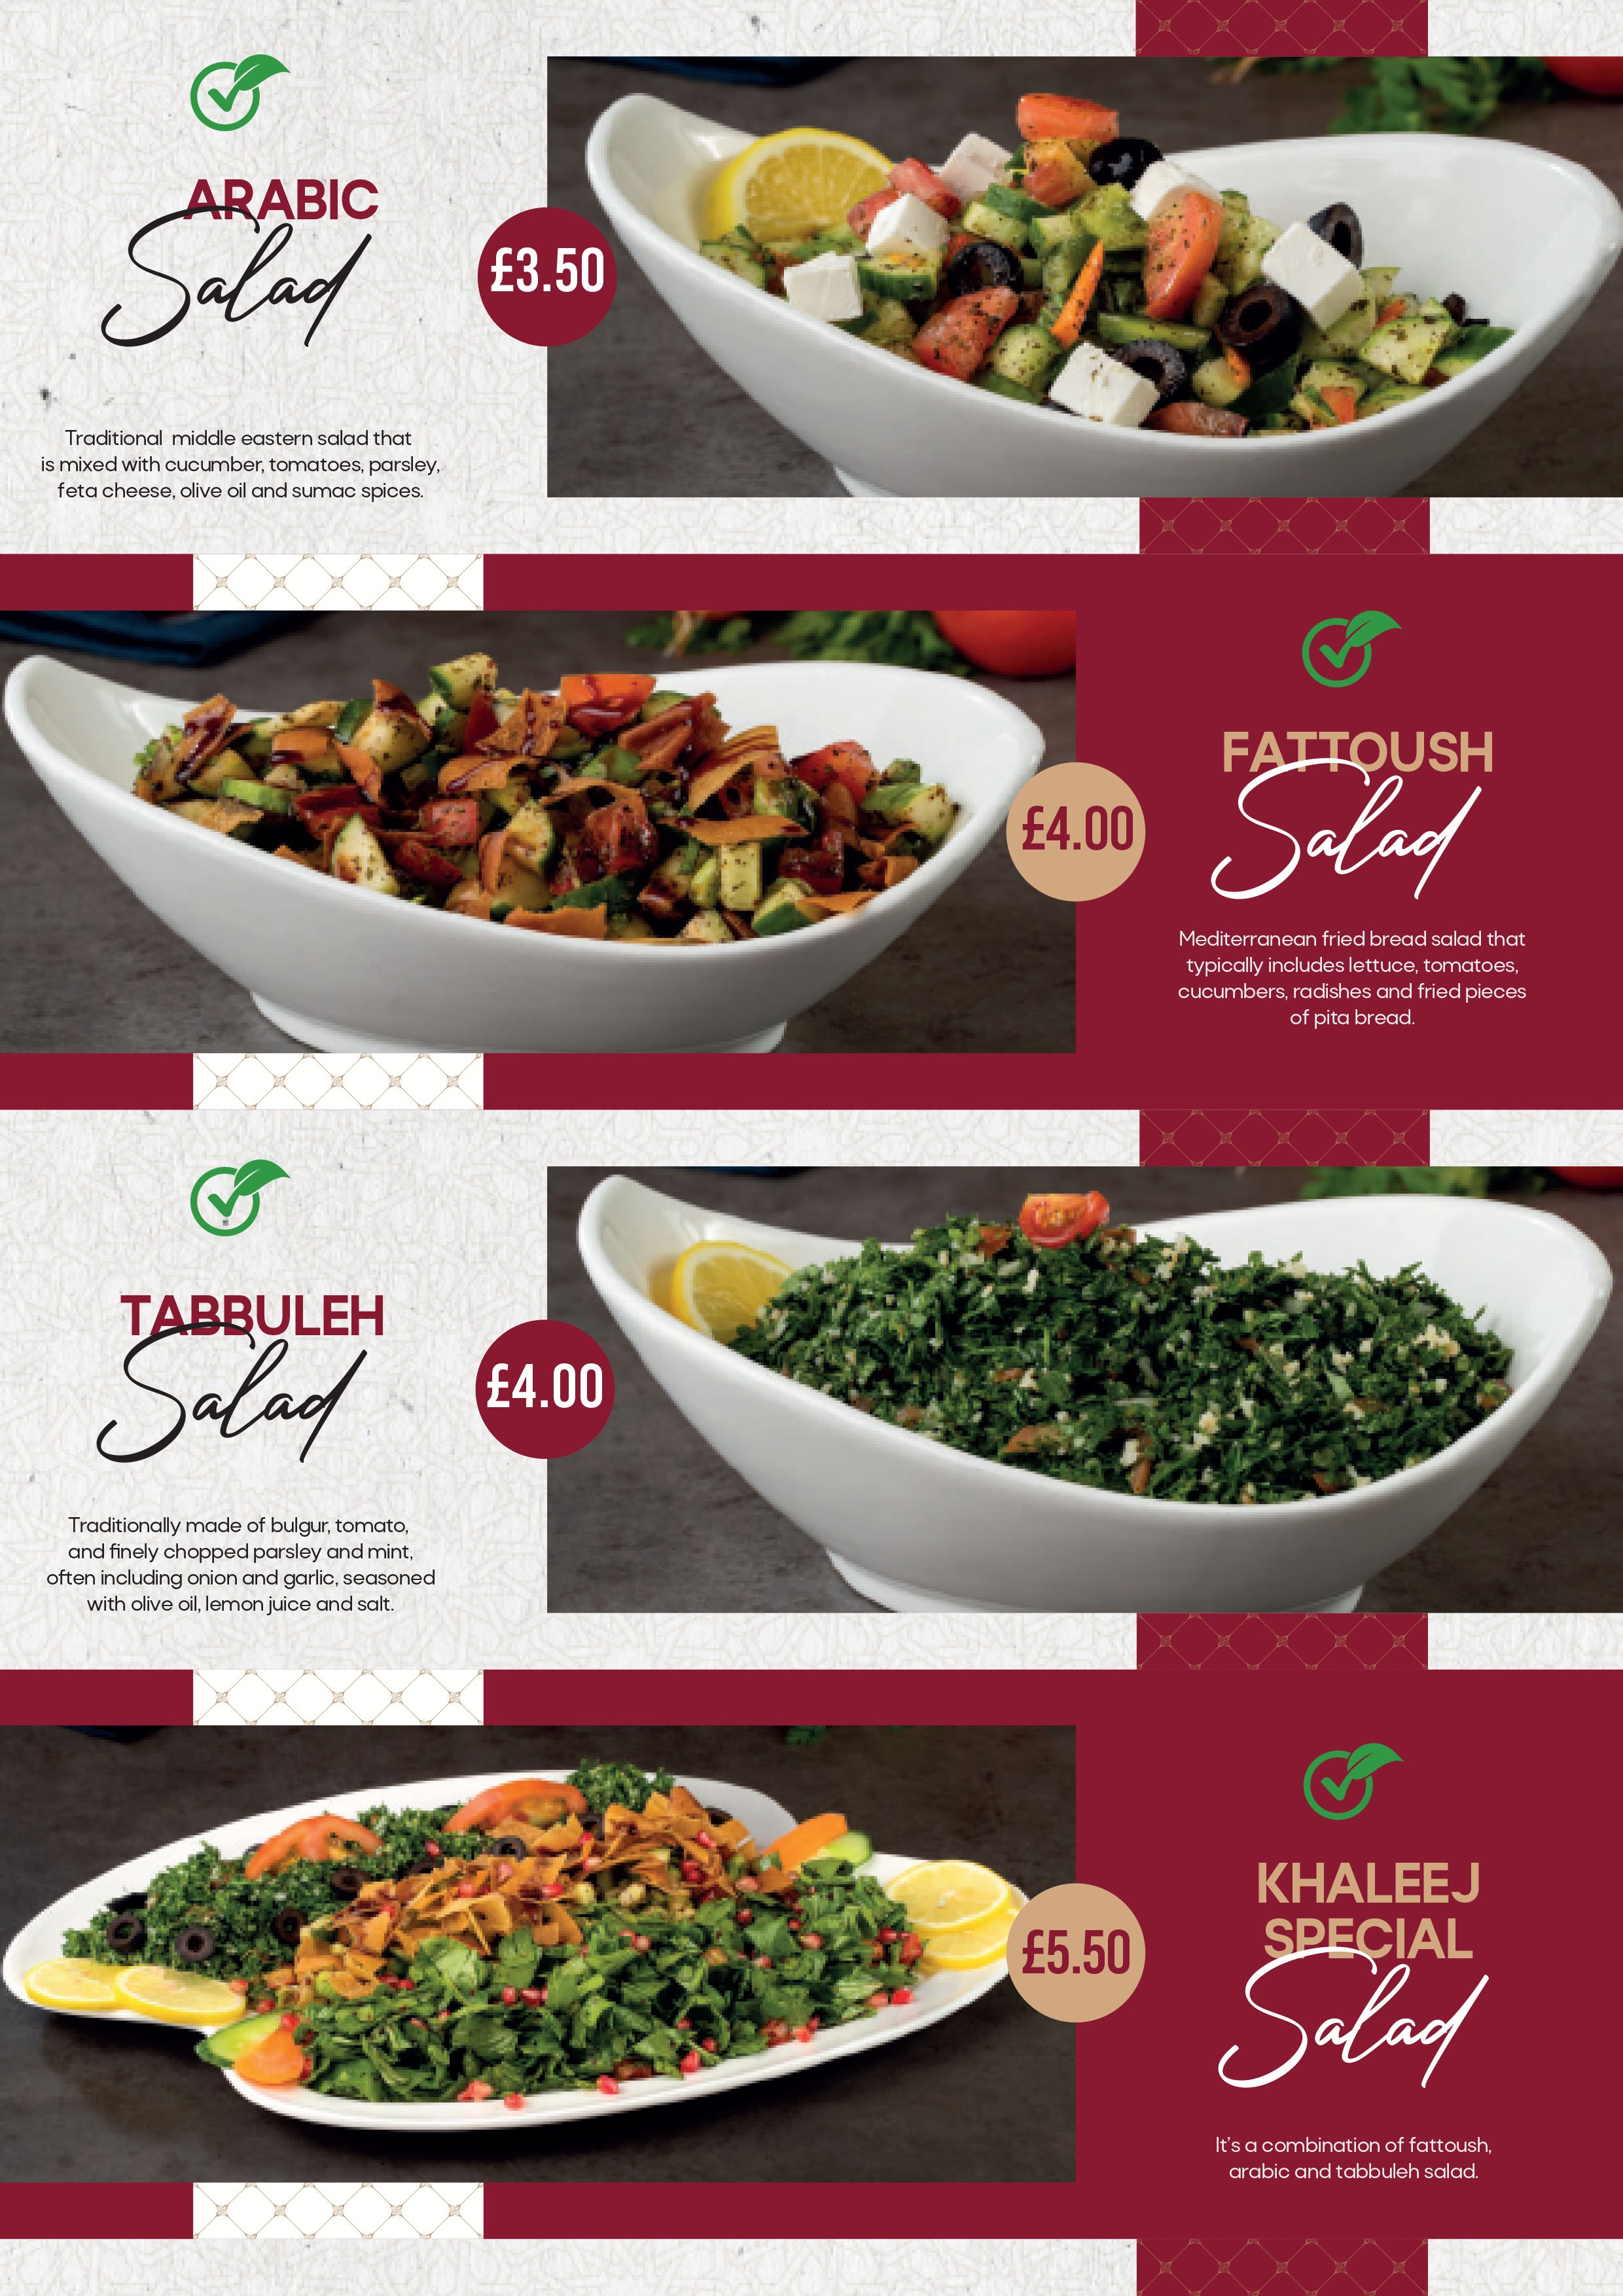 ARABIC
Salad
£3.50
Traditional middle eastern salad that
is mixed with cucumber, tomatoes, parsley,
feta cheese, olive oil and sumac spices.
FATTOUSH
Salad
£4.00
Mediterranean fried bread salad that
typically includes lettuce, tomatoes,
cucumbers, radishes and fried pieces
of pita bread.
TABBULEH
Salad
£4.00
Traditionally made of bulgur, tomato,
and finely chopped parsley and mint,
often including onion and garlic, seasoned
with olive oil, lemon juice and salt.
KHALEEJ
SPECIAL
Salad
£5.50
It's a combination of fattoush,
arabic and tabbuleh salad.